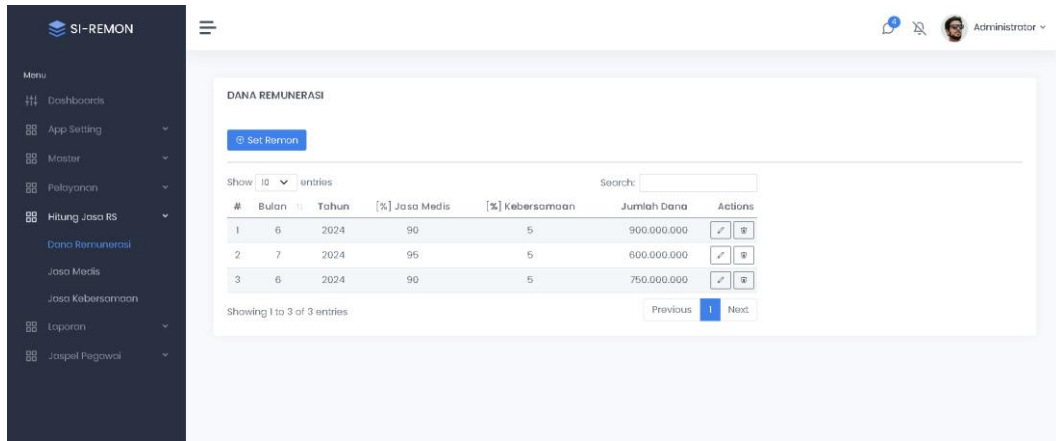 SI-REMON
4
Administrator
Menu
Dashboards
App Setting
Master
Pelayanan
Hitung Jasa RS
Dana Remunerasi
Jasa Medis
Jasa Kebersamaan
Laporan
Jaspel Pegawai
DANA REMUNERASI
Set Remon
Show 10 entries
Search:
# Bulan Tahun [%] Jasa Medis [%] Kebersamaan Jumlah Dana Actions
1 6 2024 90 5 900.000.000
2 7 2024 95 5 600.000.000
3 6 2024 90 5 750.000.000
Showing 1 to 3 of 3 entries
Previous 1 Next